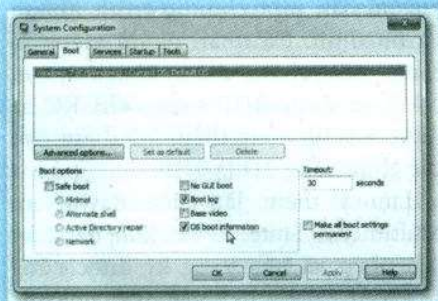 System Configuration
General Boot Services Startup Tools
Windows 7 (C:\Windows) : Current OS; Default OS
Advanced options... Set as default Delete
Boot options
Timeout:
Safe boot No GUI boot 30 seconds
Minimal Boot log
Alternate shell Base video
Active Directory repair OS boot information Make all boot settings permanent
Network
OK Cancel Apply Help